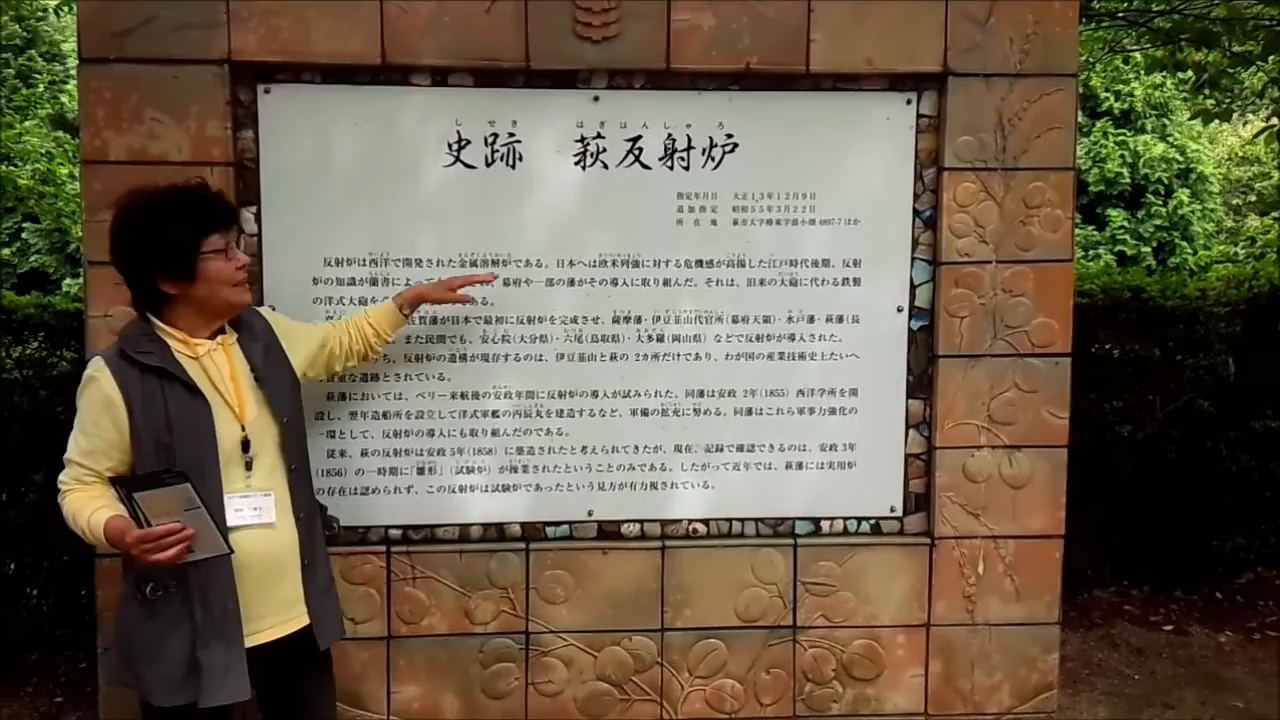 しせき　はぎはんしゃろ
史跡　萩反射炉
指定年月日　大正13年12月9日
追加指定　昭和55年3月22日
所在地　萩市大字椿東字前小畑4897-7ほか
反射炉は西洋で開発された金属溶解炉である。日本へは欧米列強に対する危機感が高揚した江戸時代後期、反射
炉の知識が蘭書によって 、幕府や一部の藩がその導入に取り組んだ。それは、旧来の大砲に代わる鉄製
の洋式大砲を ある。
佐賀藩が日本で最初に反射炉を完成させ、薩摩藩・伊豆韮山代官所(幕府天領)・水戸藩・萩藩(長
また民間でも、安心院(大分県)・六尾(鳥取県)・大多羅(岡山県)などで反射炉が導入された。
うち、反射炉の遺構が現存するのは、伊豆韮山と萩の2カ所だけであり、わが国の産業技術史上たいへ
貴重な遺跡とされている。
萩藩においては、ペリー来航後の安政年間に反射炉の導入が試みられた。同藩は安政2年(1855)西洋学所を開
設し、翌年造船所を設立して洋式軍艦の丙辰丸を建造するなど、軍備の拡充に努める。同藩はこれら軍事力強化の
一環として、反射炉の導入にも取り組んだのである。
従来、萩の反射炉は安政5年(1858)に築造されたと考えられてきたが、現在、記録で確認できるのは、安政3年
(1856)の一時期に「雛形」(試験炉)が操業されたということのみである。したがって近年では、萩藩には実用炉
の存在は認められず、この反射炉は試験炉であったという見方が有力視されている。